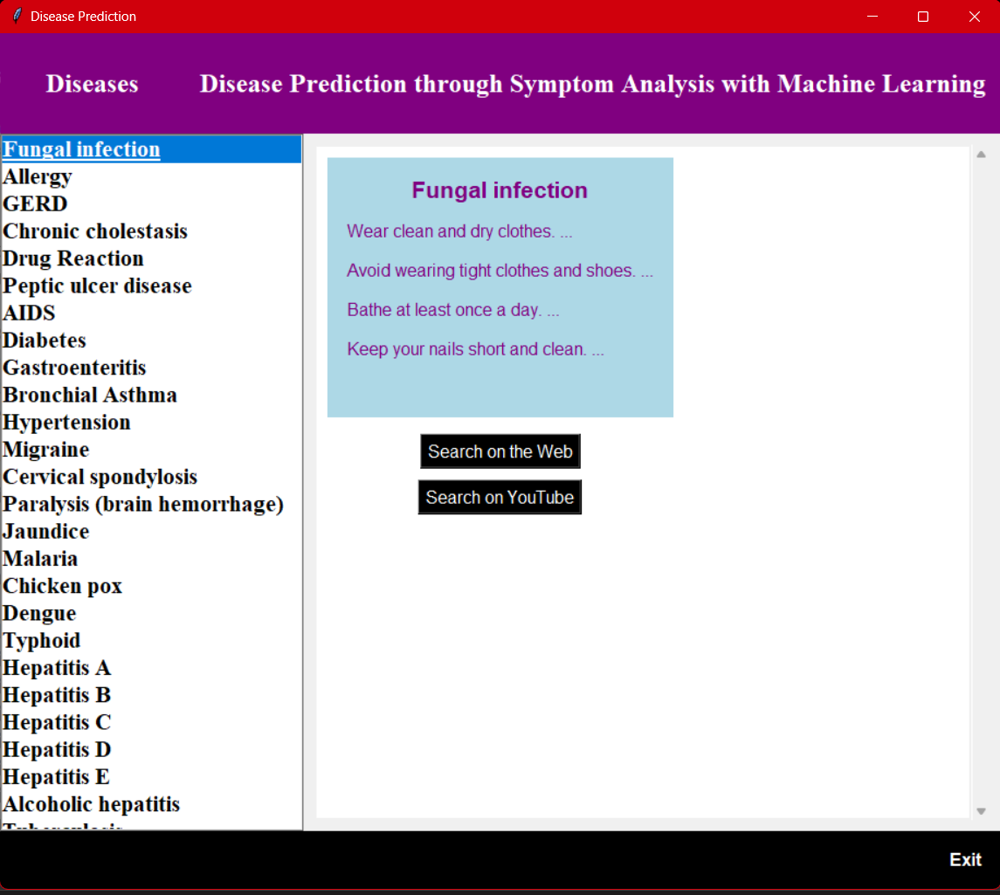 Disease Prediction
Diseases
Disease Prediction through Symptom Analysis with Machine Learning
Fungal infection
Allergy
GERD
Chronic cholestasis
Drug Reaction
Peptic ulcer disease
AIDS
Diabetes
Gastroenteritis
Bronchial Asthma
Hypertension
Migraine
Cervical spondylosis
Paralysis (brain hemorrhage)
Jaundice
Malaria
Chicken pox
Dengue
Typhoid
Hepatitis A
Hepatitis B
Hepatitis C
Hepatitis D
Hepatitis E
Alcoholic hepatitis
Tuberculosis
Fungal infection
Wear clean and dry clothes. ...
Avoid wearing tight clothes and shoes. ...
Bathe at least once a day. ...
Keep your nails short and clean. ...
Search on the Web
Search on YouTube
Exit